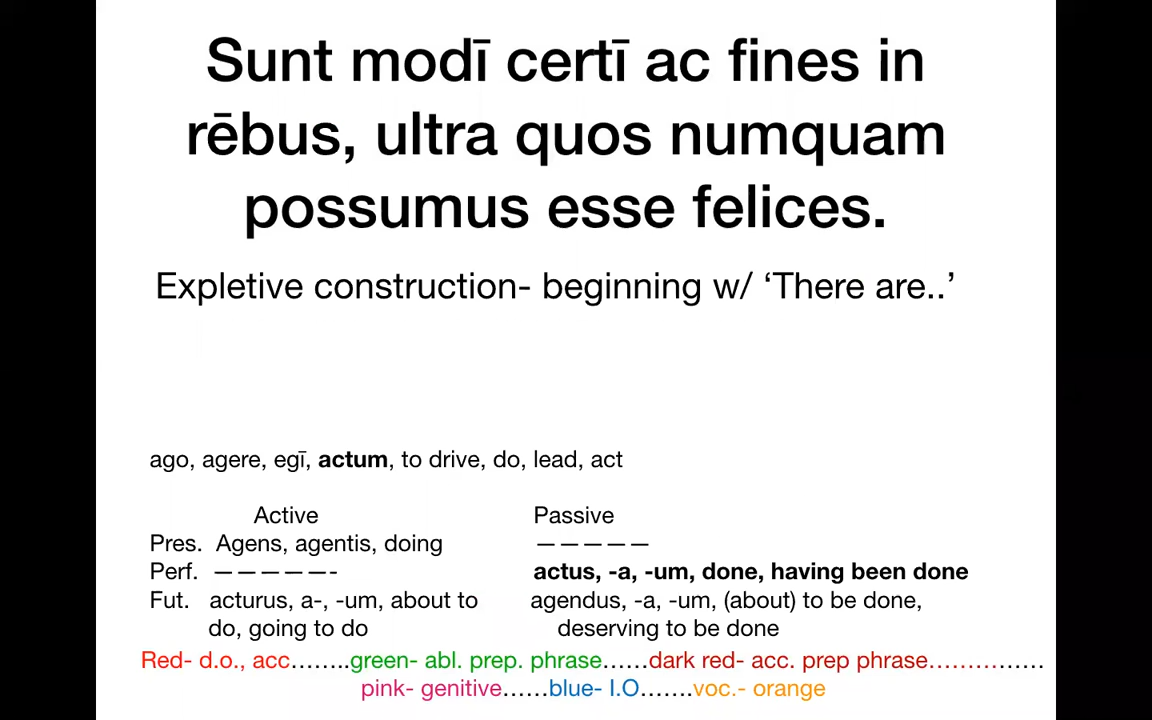 Sunt modī certī ac fines in
rēbus, ultra quos numquam
possumus esse felices.
Expletive construction- beginning w/ ‘There are..’
ago, agere, egī, actum, to drive, do, lead, act
Active Passive
Pres. Agens, agentis, doing — — — — —
Perf. — — — — — -  actus, -a, -um, done, having been done
Fut. acturus, a-, -um, about to agendus, -a, -um, (about) to be done,
do, going to do deserving to be done
Red- d.o., acc……..green- abl. prep. phrase……dark red- acc. prep phrase……………
pink- genitive……blue- I.O…….voc.- orange